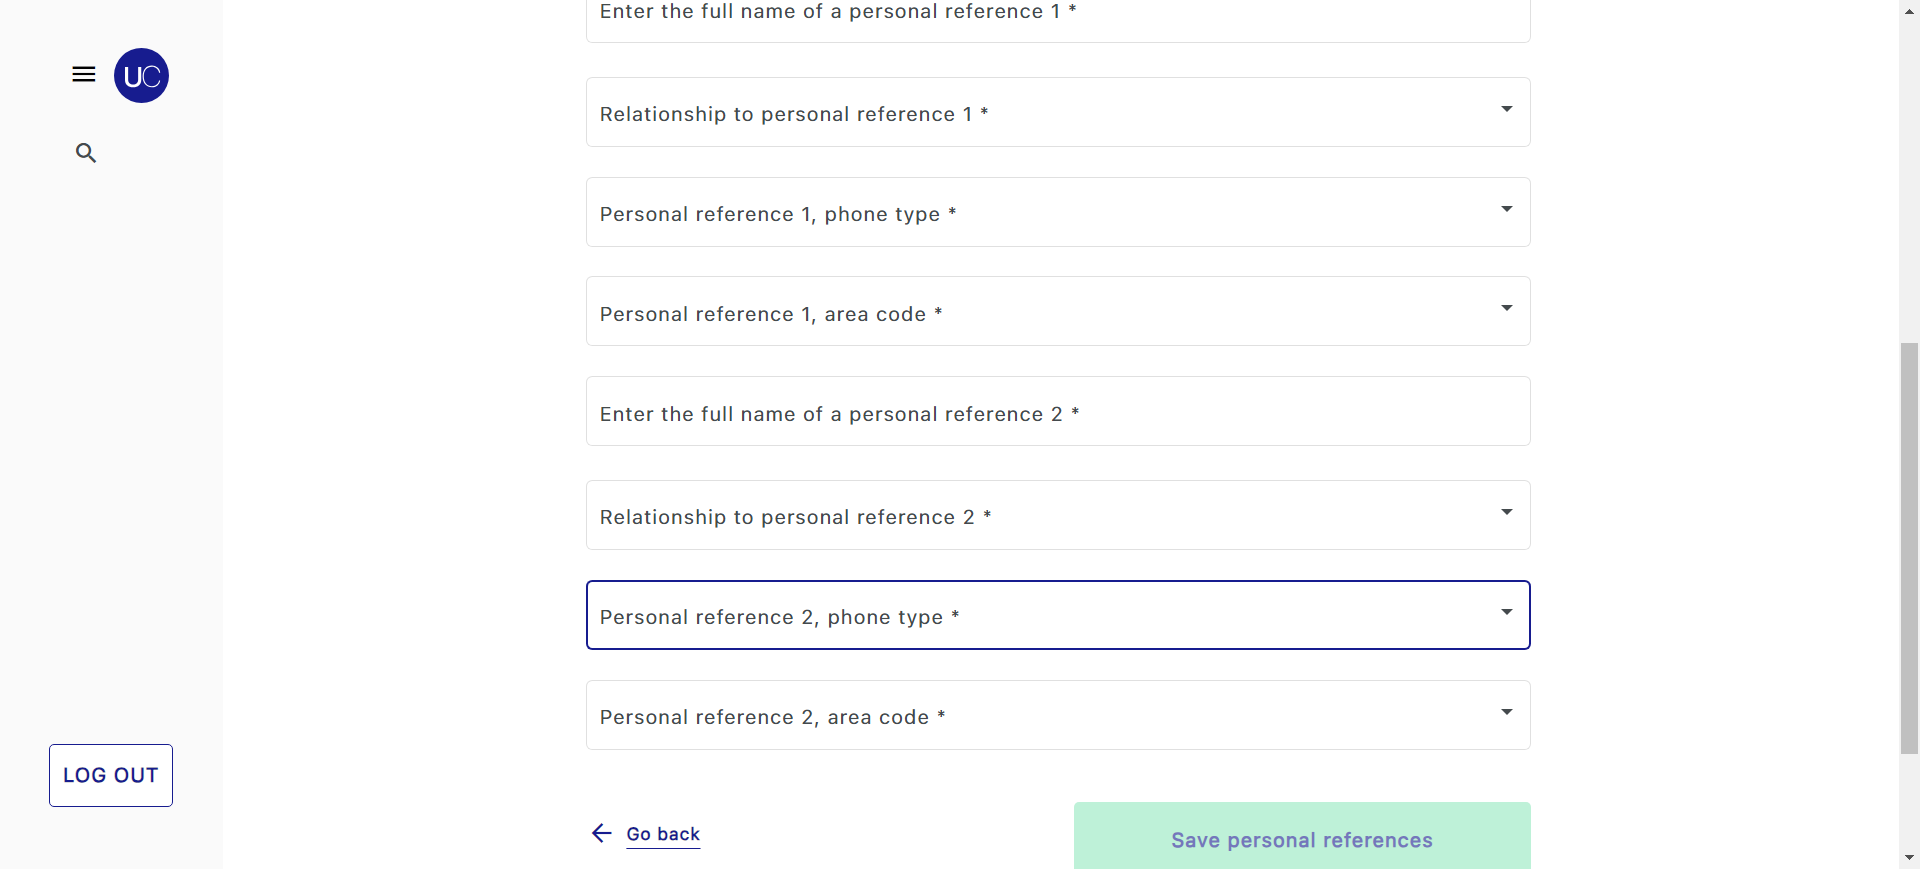 Enter the full name of a personal reference 1 *
UC
Relationship to personal reference 1 *
Personal reference 1, phone type *
Personal reference 1, area code *
Enter the full name of a personal reference 2 *
Relationship to personal reference 2 *
Personal reference 2, phone type *
Personal reference 2, area code *
LOG OUT
Go back
Save personal references